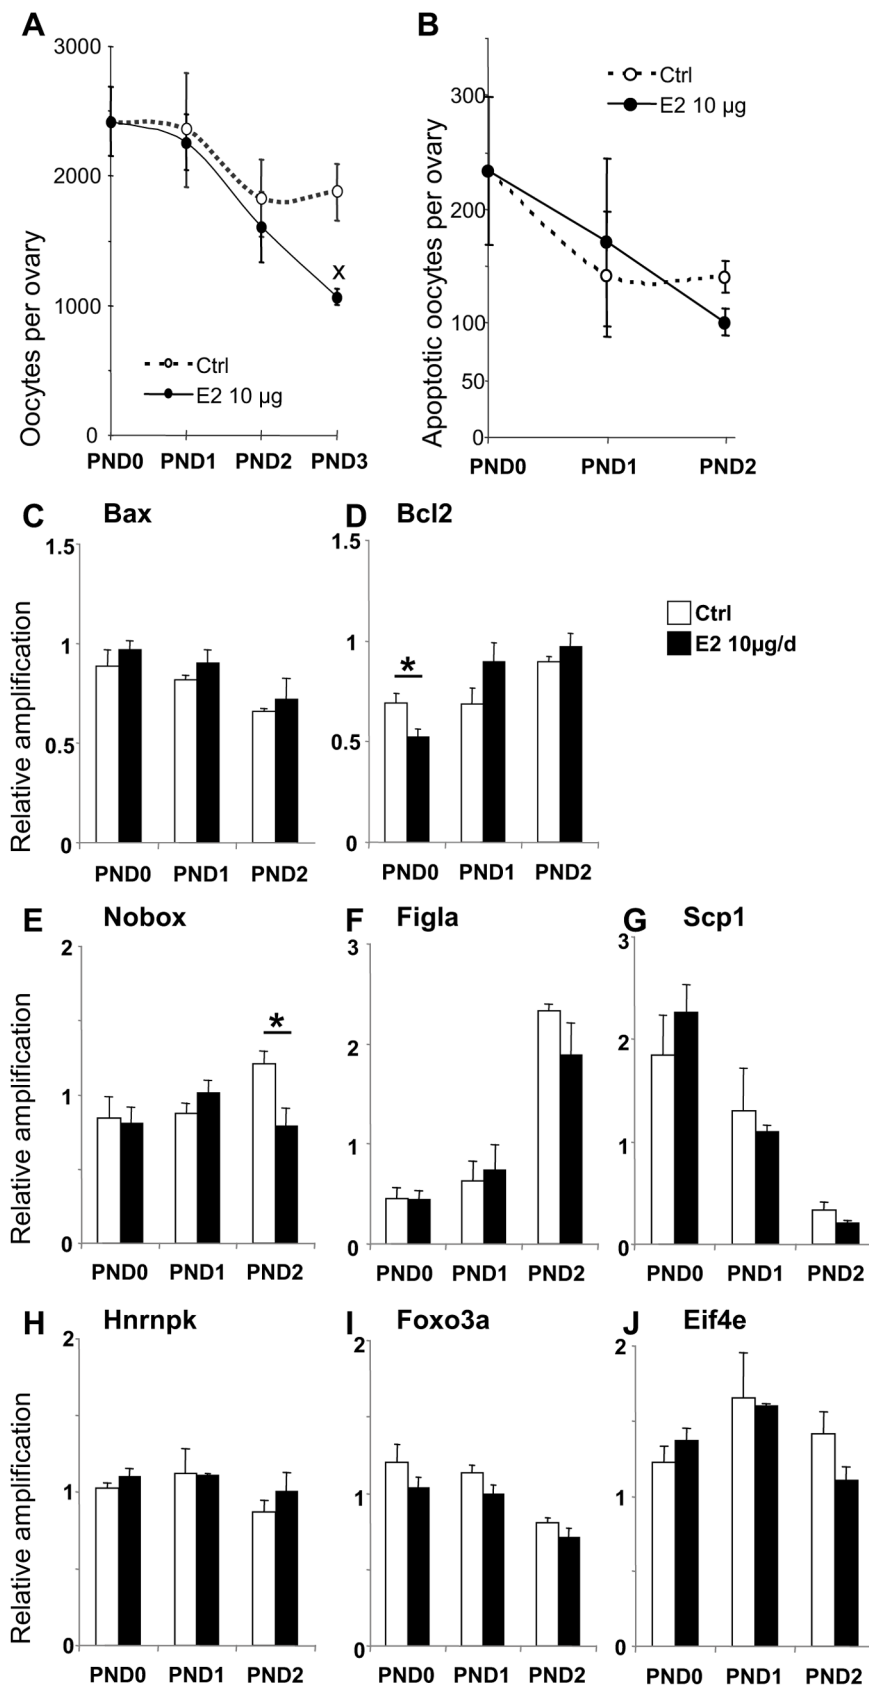 A
B
3000
2000
1000
0
Oocytes per ovary
x
Ctrl
E2 10 µg
PND0 PND1 PND2 PND3
300
200
100
50
0
Apoptotic oocytes per ovary
Ctrl
E2 10 µg
PND0 PND1 PND2
C Bax
1.5
1
0.5
0
Relative amplification
PND0 PND1 PND2
D Bcl2
1.5
1
0.5
0
*
PND0 PND1 PND2
Ctrl
E2 10µg/d
E Nobox
2
1
0
Relative amplification
*
PND0 PND1 PND2
F Figla
3
2
1
0
PND0 PND1 PND2
G Scp1
3
2
1
0
PND0 PND1 PND2
H Hnrnpk
2
1
0
Relative amplification
PND0 PND1 PND2
I Foxo3a
2
1
0
PND0 PND1 PND2
J Eif4e
2
1
0
PND0 PND1 PND2